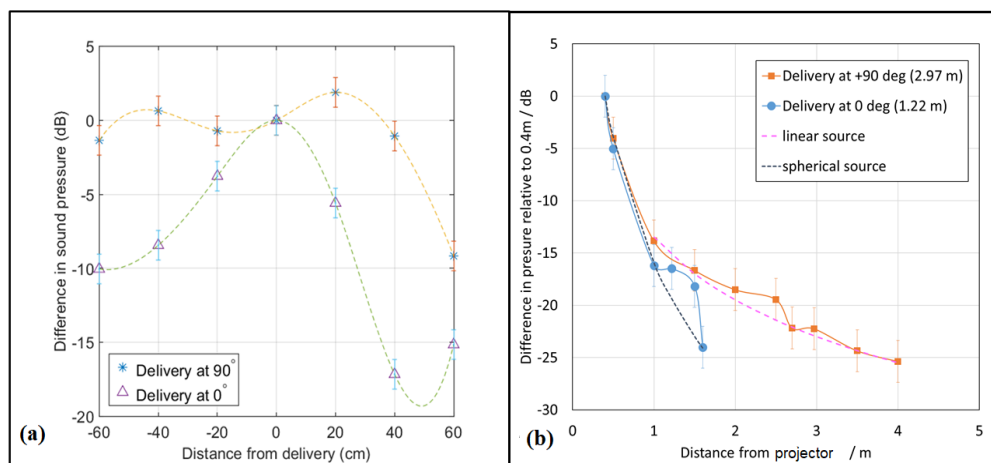 5
0
-5
-10
-15
-20
-60
-40
-20
0
20
40
60
Difference in sound pressure (dB)
Distance from delivery (cm)
Delivery at 90°
Delivery at 0°
(a)
5
0
-5
-10
-15
-20
-25
-30
0
1
2
3
4
5
Difference in pressure relative to 0.4m / dB
Distance from projector / m
Delivery at +90 deg (2.97 m)
Delivery at 0 deg (1.22 m)
linear source
spherical source
(b)